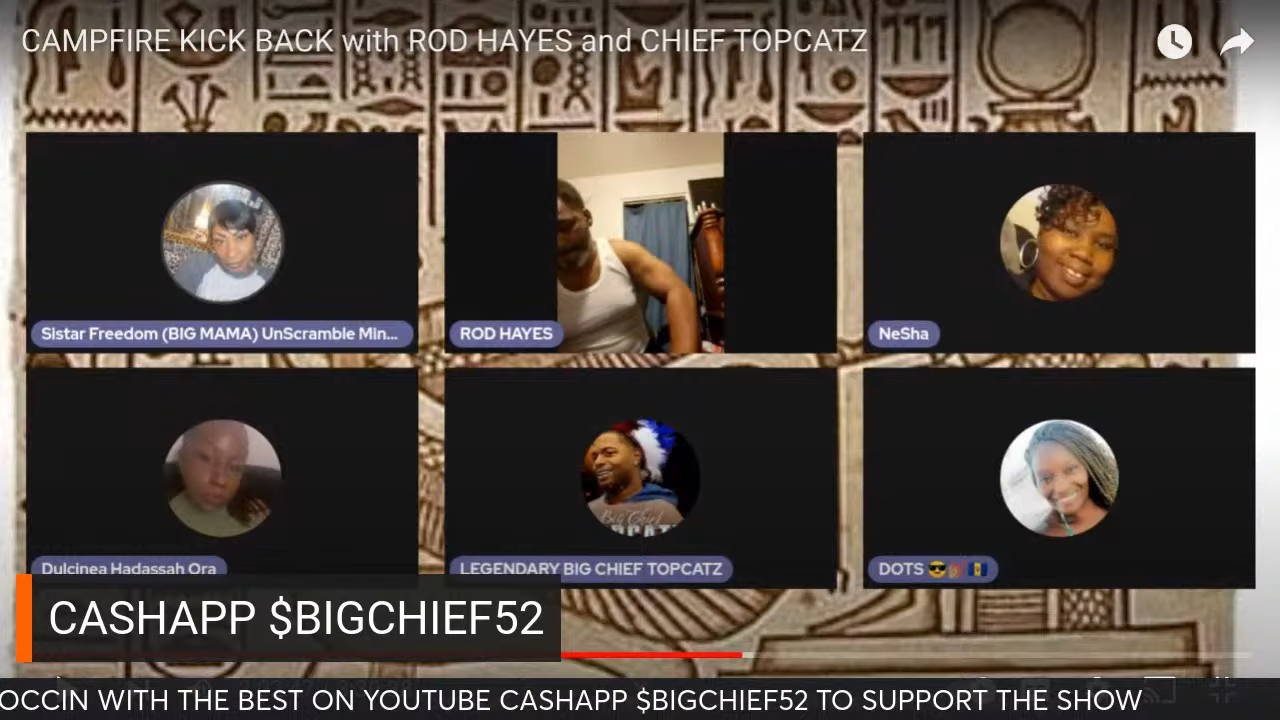 CAMPFIRE KICK BACK with ROD HAYES and CHIEF TOPCATZ
Sistar Freedom (BIG MAMA) UnScramble Min...
ROD HAYES
NeSha
Dulcinea Hadassah Ora
LEGENDARY BIG CHIEF TOPCATZ
DOTS 😎
Big Chief
CASHAPP $BIGCHIEF52
OCCIN WITH THE BEST ON YOUTUBE CASHAPP $BIGCHIEF52 TO SUPPORT THE SHOW